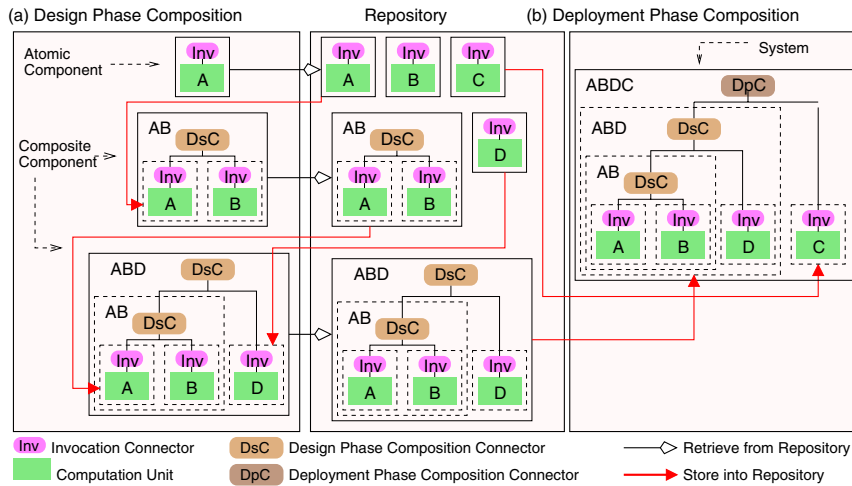 (a) Design Phase Composition
Repository
(b) Deployment Phase Composition
Atomic
Component
Inv
A
Inv
A
Inv
B
Inv
C
System
ABDC
DpC
ABD
DsC
AB
DsC
Inv
A
Inv
B
Inv
D
Inv
C
Composite
Component
AB
DsC
Inv
A
Inv
B
AB
DsC
Inv
A
Inv
B
Inv
D
ABD
DsC
AB
DsC
Inv
A
Inv
B
Inv
D
ABD
DsC
AB
DsC
Inv
A
Inv
B
Inv
D
Inv
Invocation Connector
DsC
Design Phase Composition Connector
Retrieve from Repository
Computation Unit
DpC
Deployment Phase Composition Connector
Store into Repository